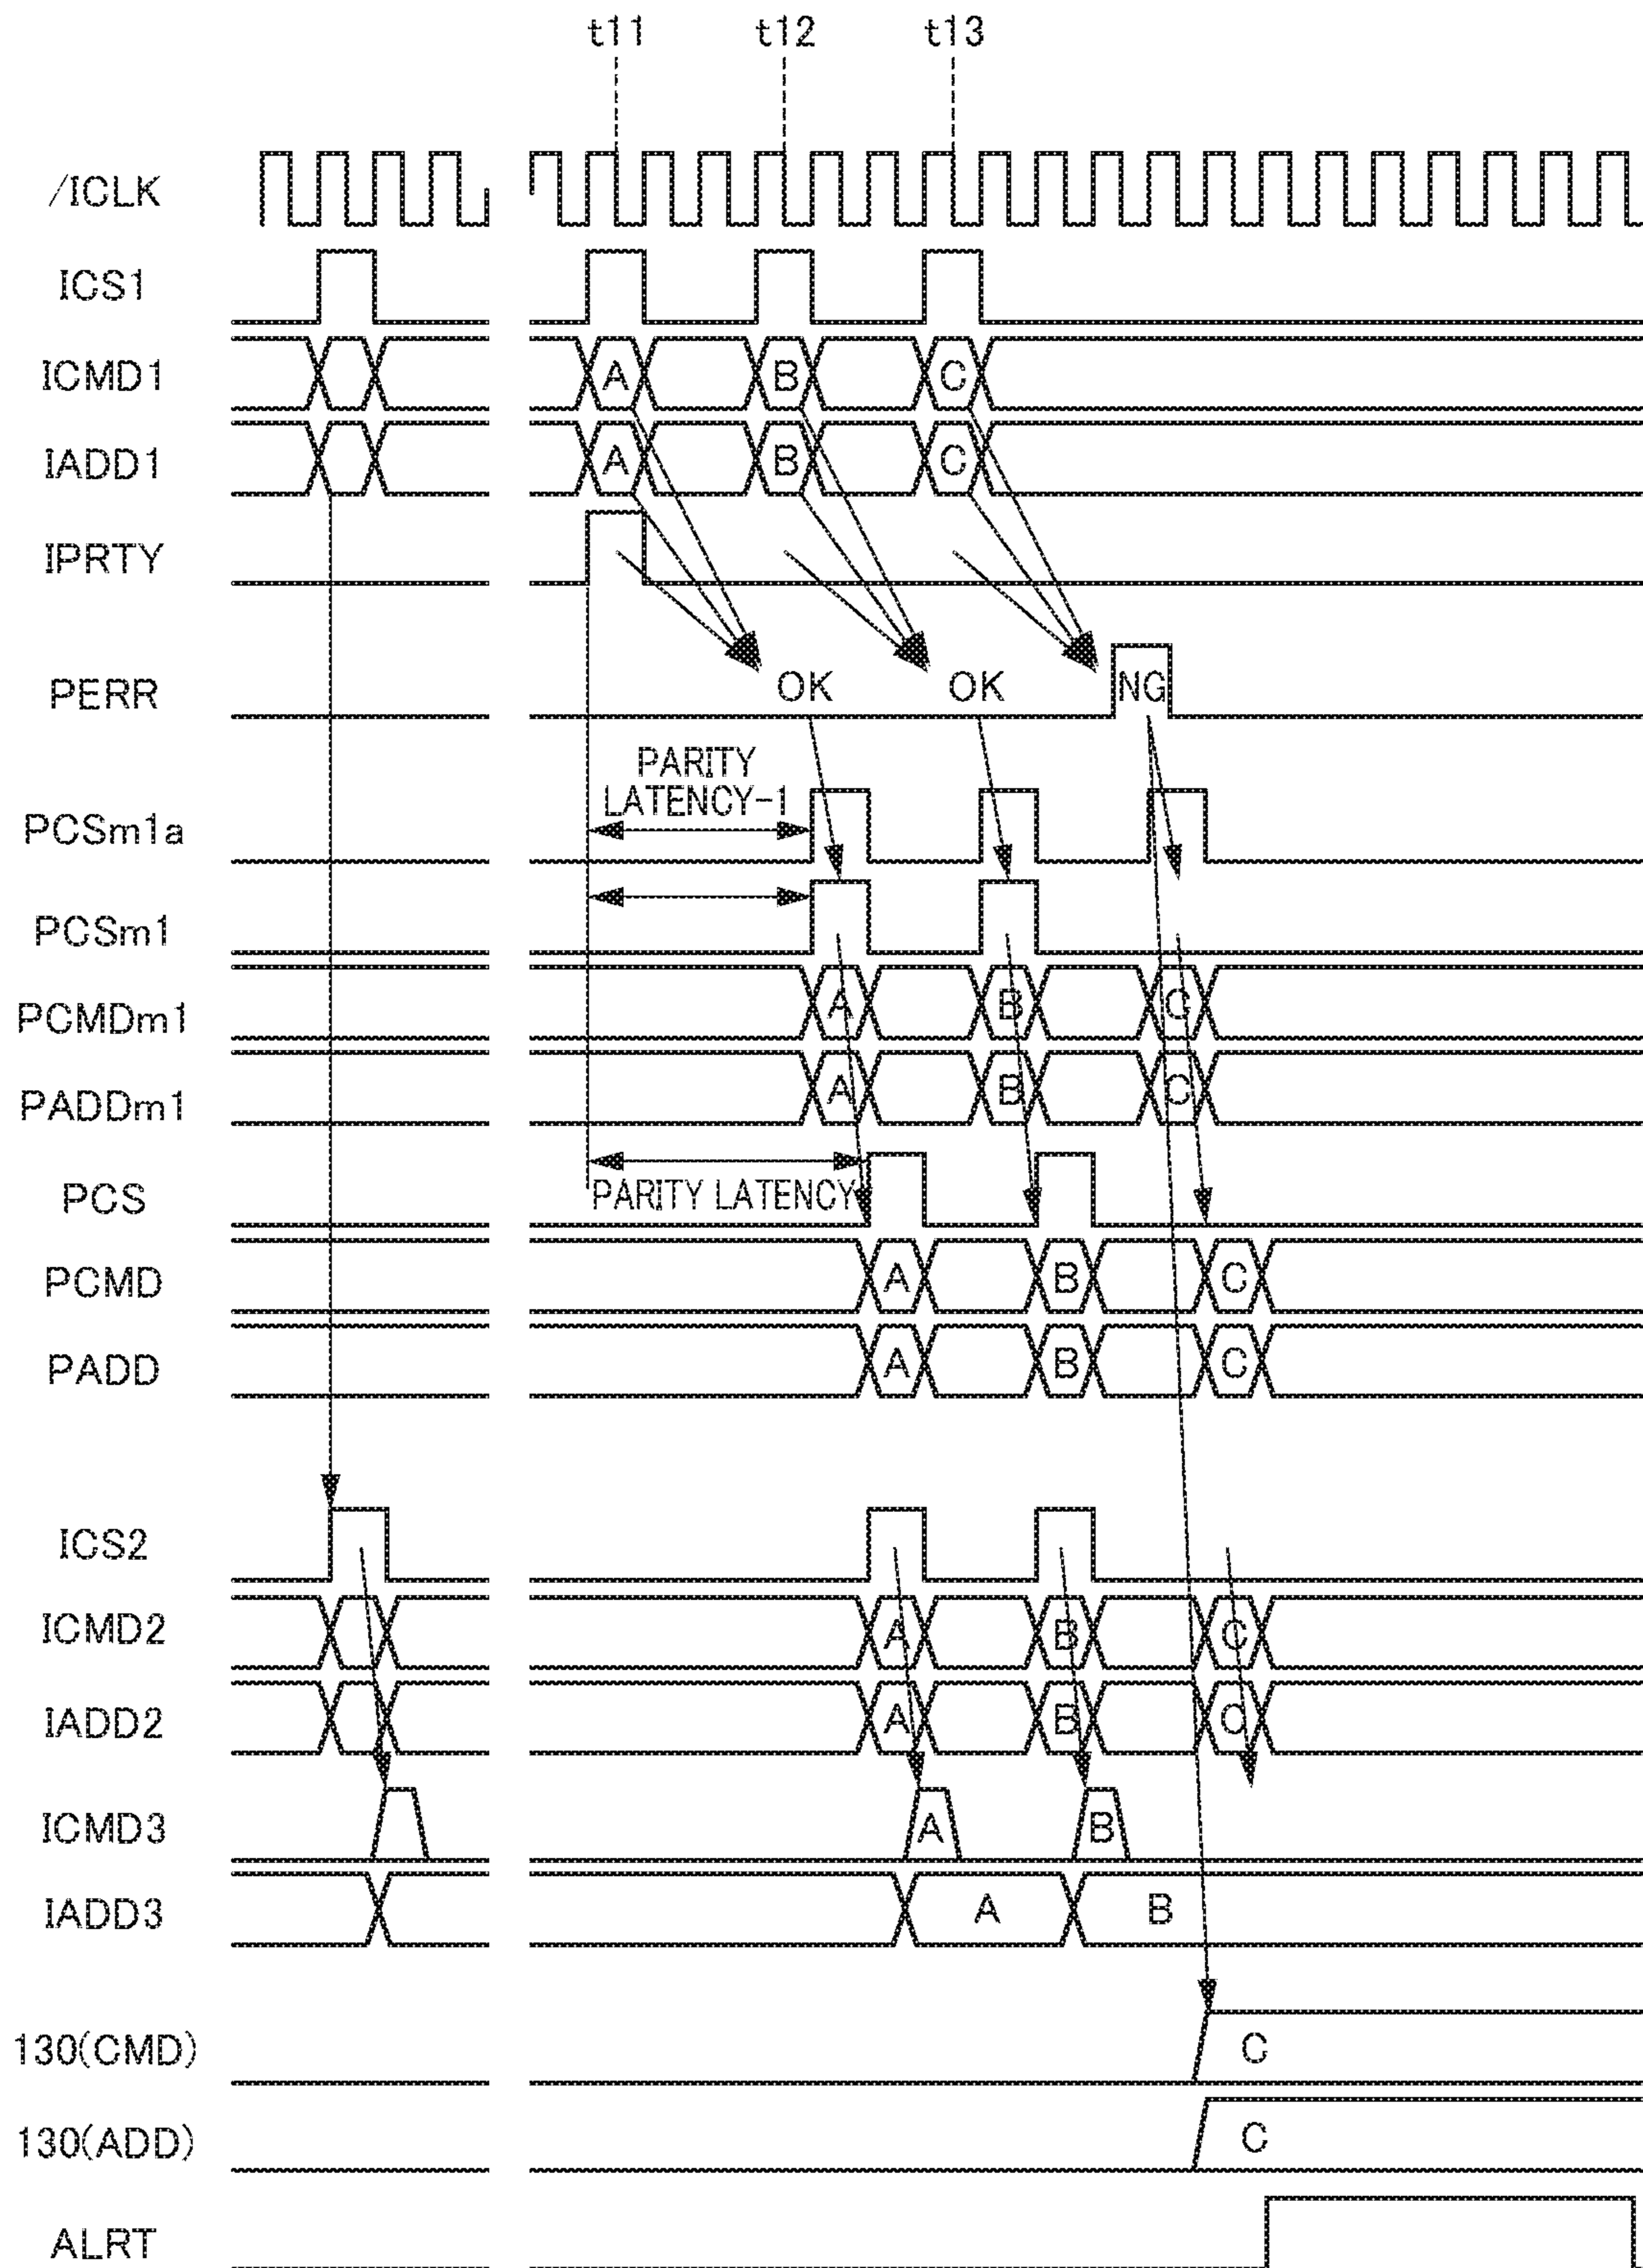 t11 t12 t13
/ICLK
ICS1
ICMD1 A B C
IADD1 A B C
IPRTY
PERR OK OK NG
PARITY
LATENCY-1
PCSm1a
PCSm1
PCMDm1 A B C
PADDm1 A B C
PCS PARITY LATENCY
PCMD A B C
PADD A B C
ICS2
ICMD2 A B C
IADD2 A B C
ICMD3 A B
IADD3 A B
130(CMD) C
130(ADD) C
ALRT